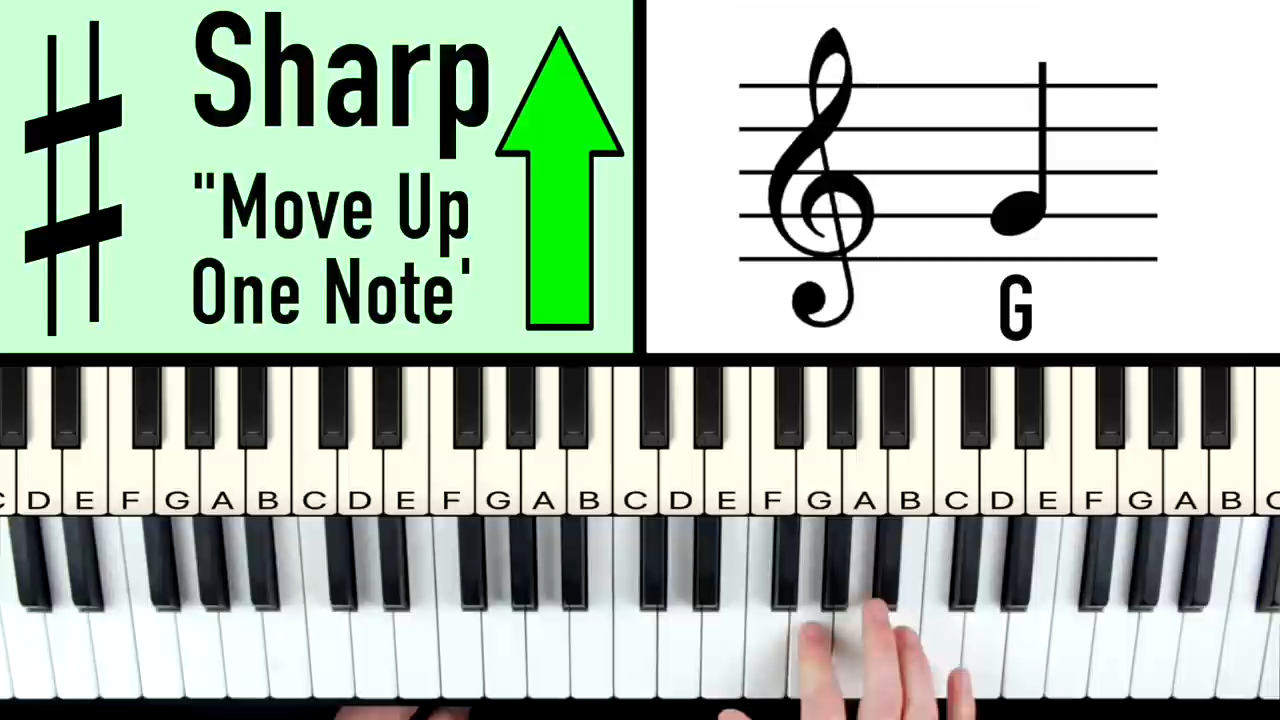 Sharp
"Move Up
One Note'
G
C D E F G A B C D E F G A B C D E F G A B C D E F G A B C